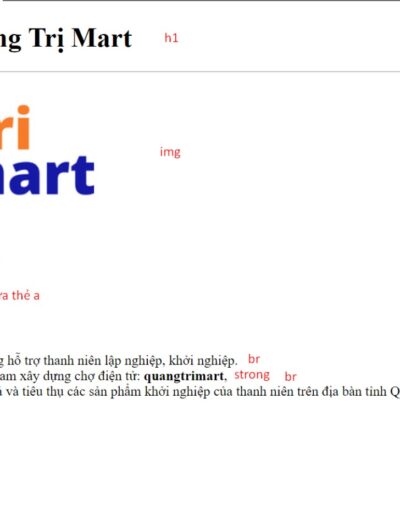 ng Trị Mart h1
ri
mart
img
ra thẻ a
g hỗ trợ thanh niên lập nghiệp, khởi nghiệp. br
am xây dựng chợ điện tử: quangtrimart, strong br
và tiêu thụ các sản phẩm khởi nghiệp của thanh niên trên địa bàn tỉnh Q